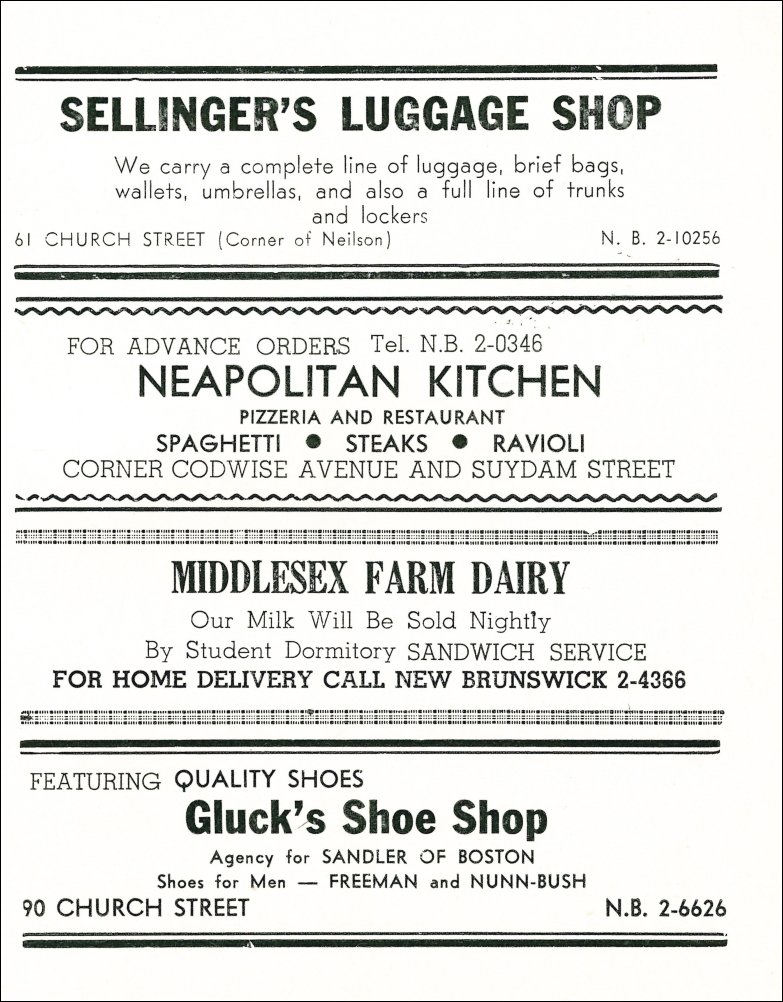 SELLINGER'S LUGGAGE SHOP
We carry a complete line of luggage, brief bags,
wallets, umbrellas, and also a full line of trunks
and lockers
61 CHURCH STREET (Corner of Neilson) N. B. 2-10256
FOR ADVANCE ORDERS Tel. N.B. 2-0346
NEAPOLITAN KITCHEN
PIZZERIA AND RESTAURANT
SPAGHETTI ● STEAKS ● RAVIOLI
CORNER CODWISE AVENUE AND SUYDAM STREET
MIDDLESEX FARM DAIRY
Our Milk Will Be Sold Nightly
By Student Dormitory SANDWICH SERVICE
FOR HOME DELIVERY CALL NEW BRUNSWICK 2-4366
FEATURING QUALITY SHOES
Gluck's Shoe Shop
Agency for SANDLER OF BOSTON
Shoes for Men — FREEMAN and NUNN-BUSH
90 CHURCH STREET N.B. 2-6626